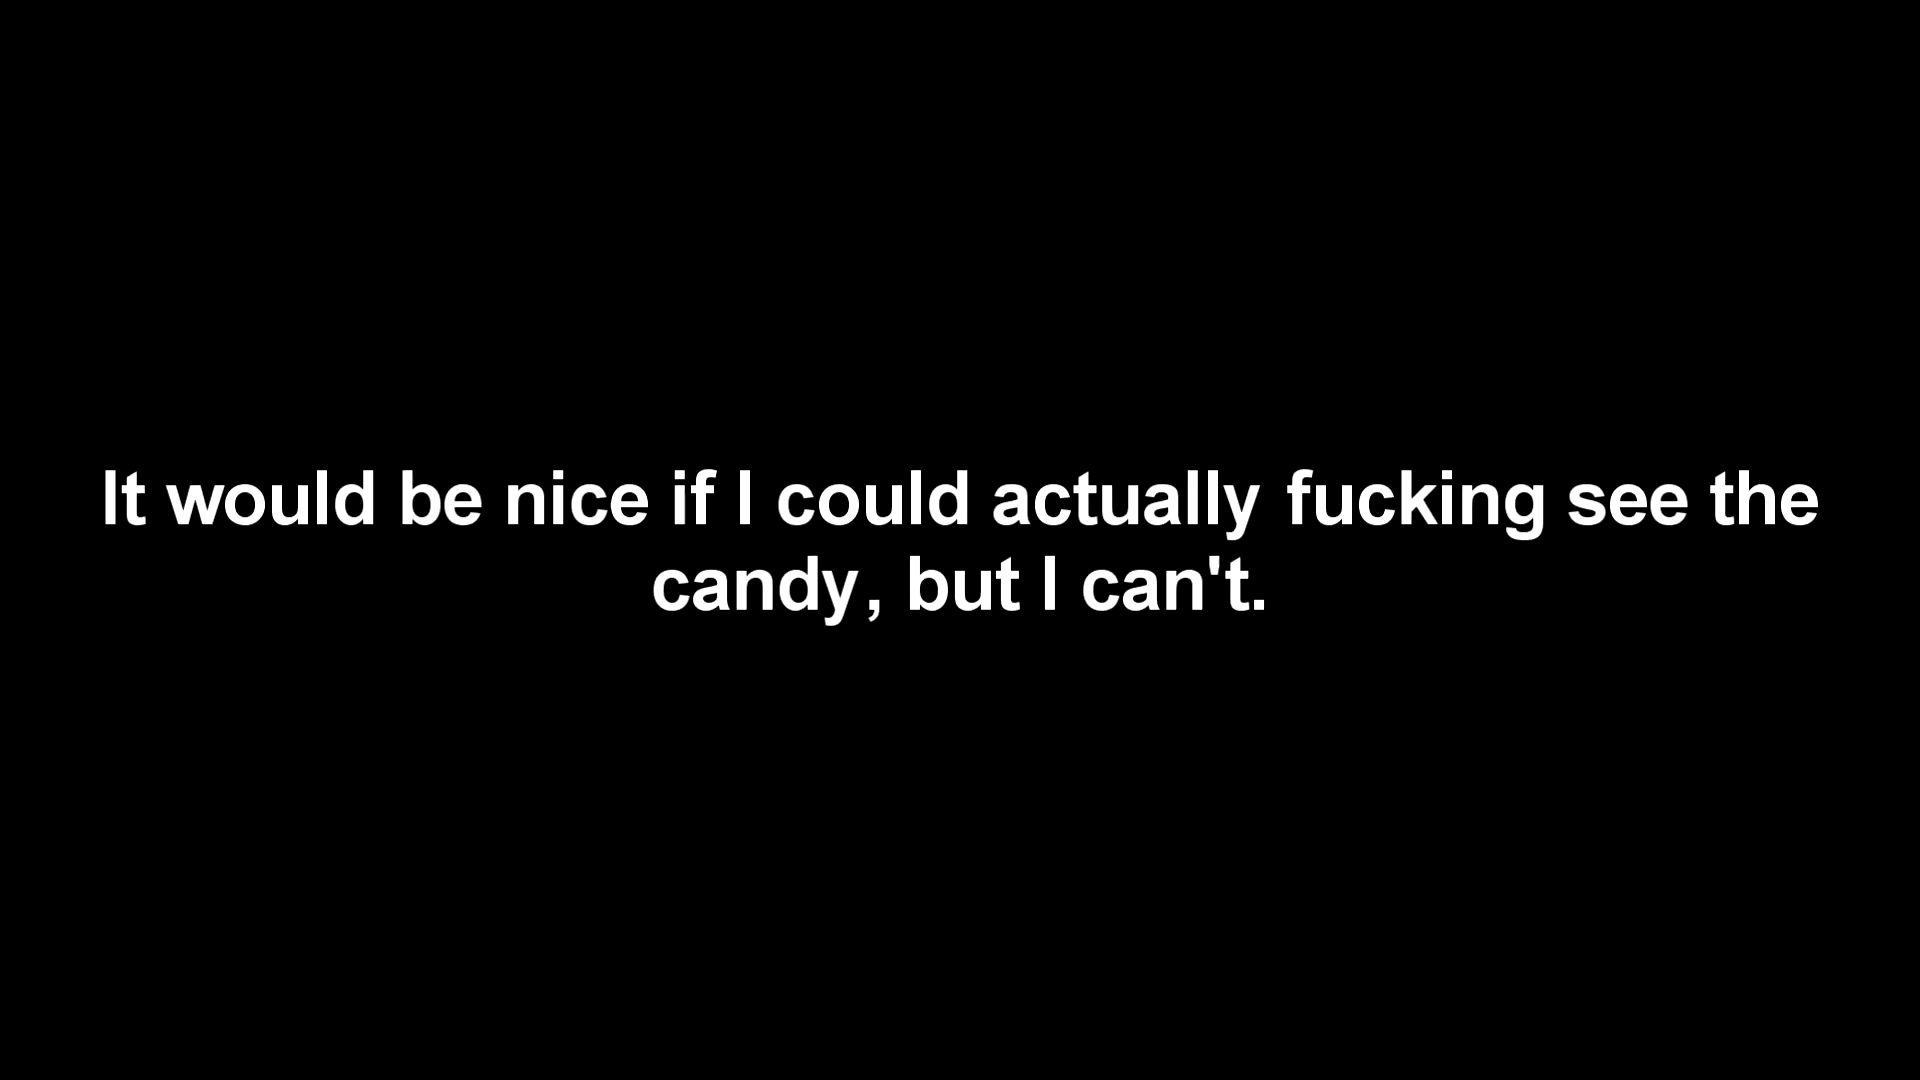 It would be nice if I could actually fucking see the
candy, but I can't.